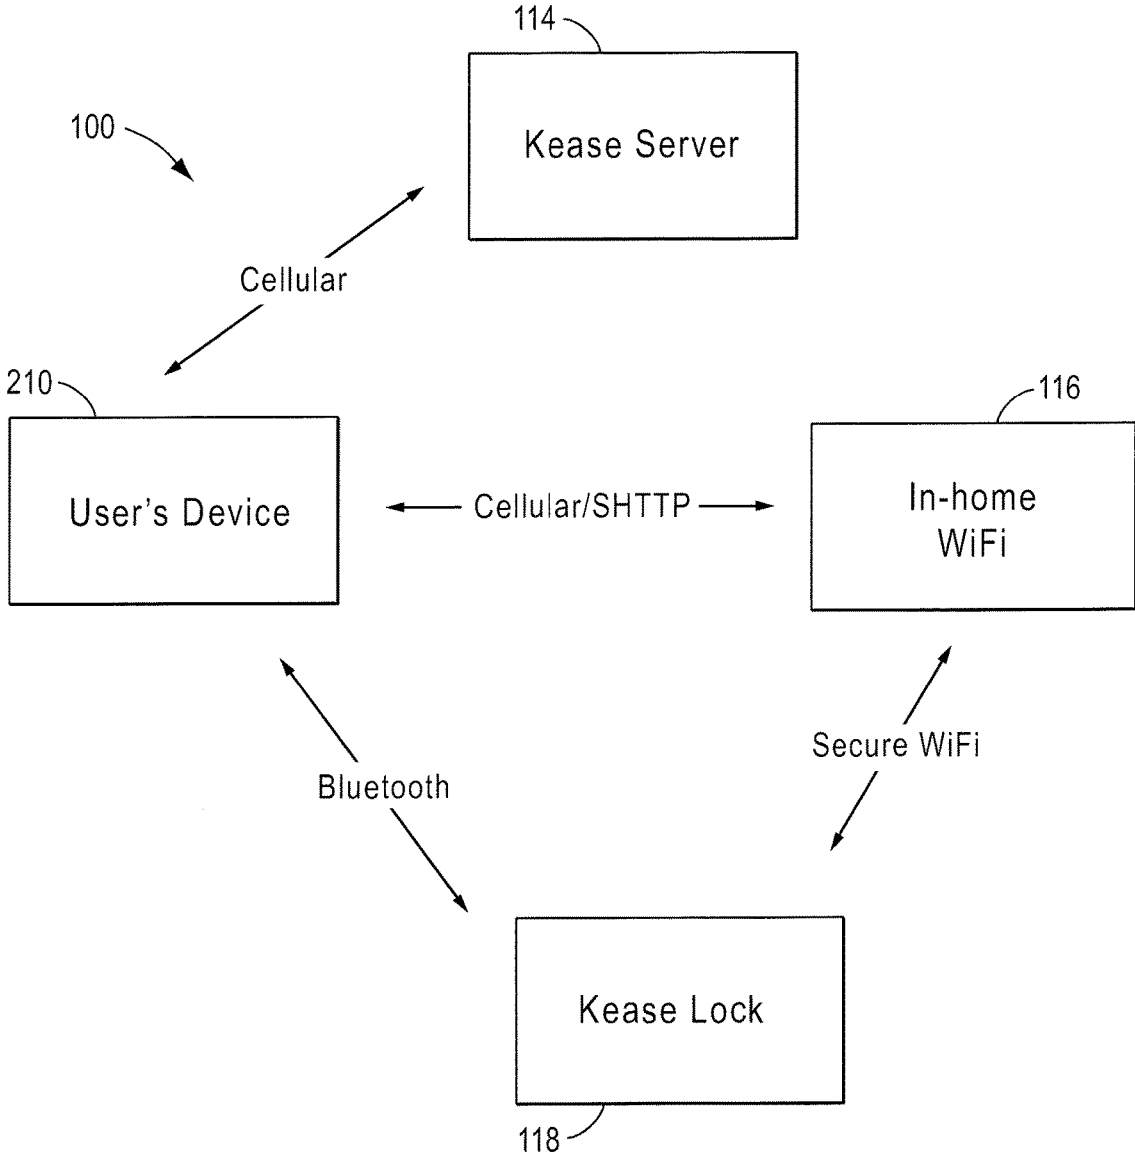 114
Kease Server
100
Cellular
210
User's Device
Cellular/SHTTP
116
In-home
WiFi
Secure WiFi
Bluetooth
Kease Lock
118